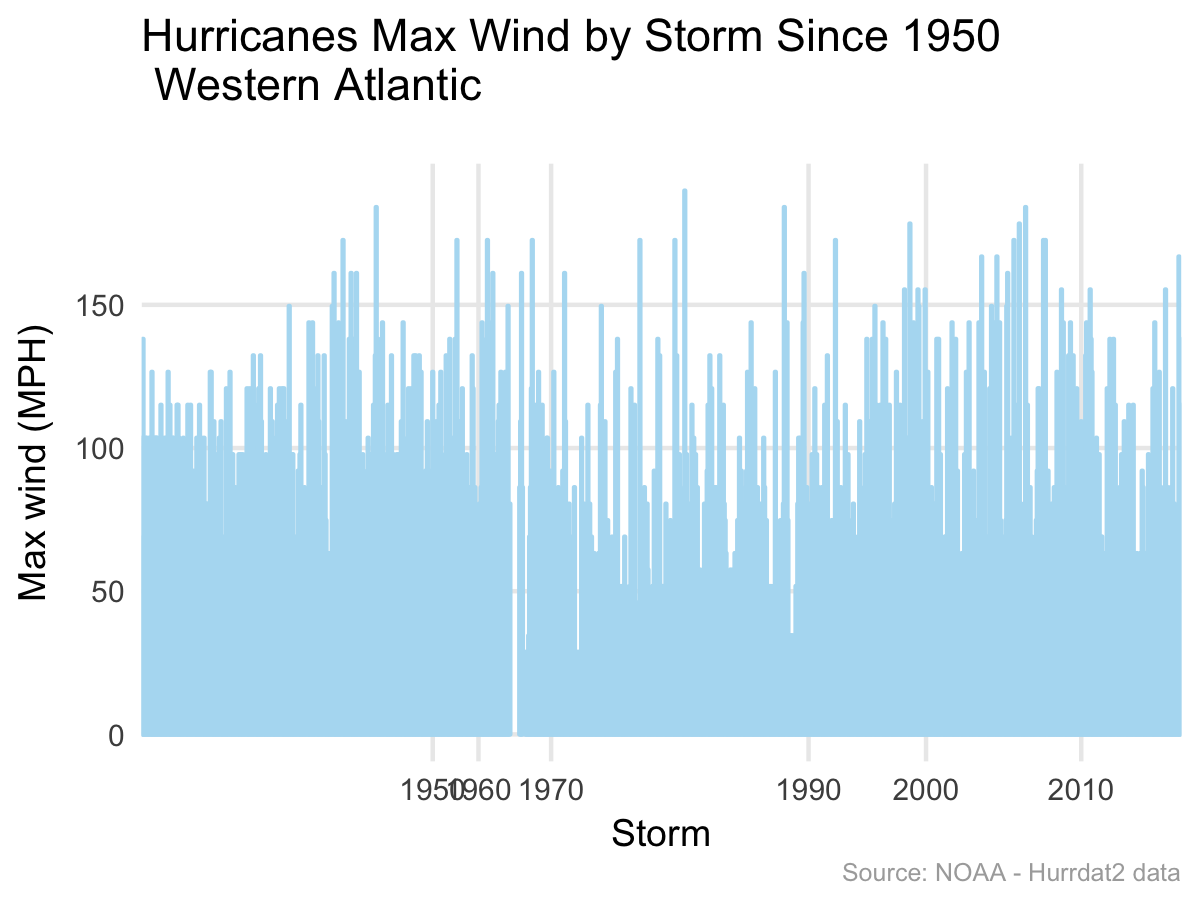 Hurricanes Max Wind by Storm Since 1950
Western Atlantic
Max wind (MPH)
150
100
50
0
1950 1960 1970 1990 2000 2010
Storm
Source: NOAA - Hurrdat2 data